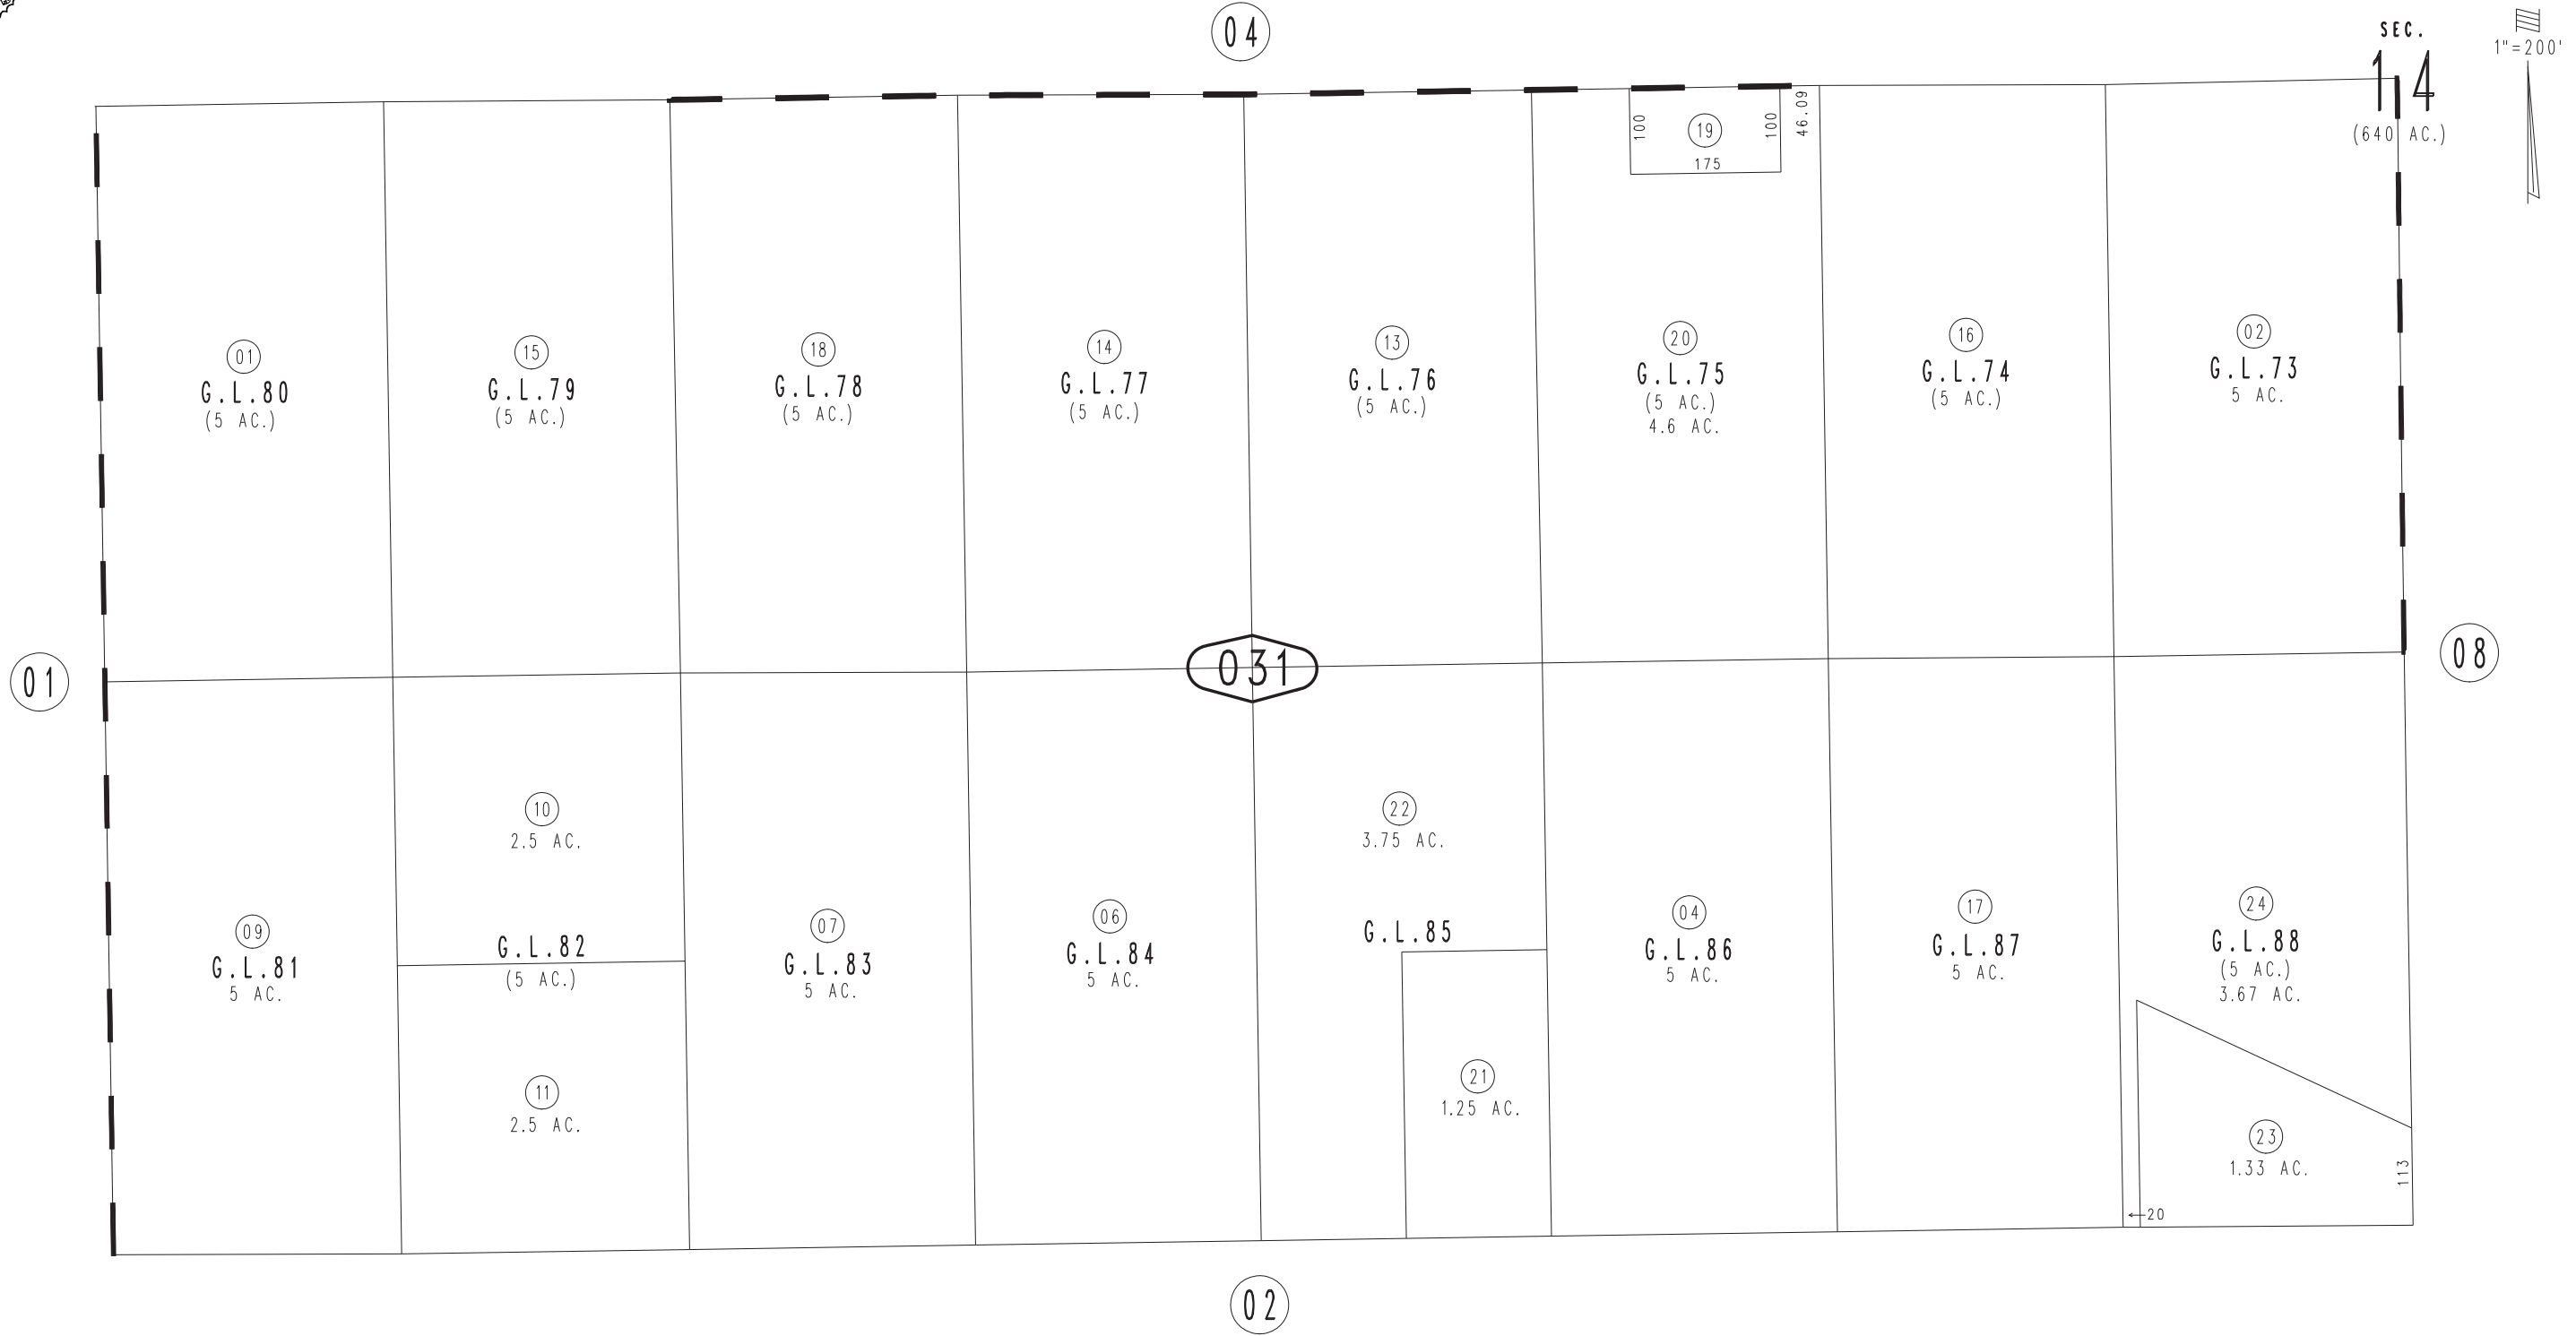 04
SEC.
14
(640 AC.)
1"=200'
100
19
100
46.09
175
01
G.L.80
(5 AC.)
15
G.L.79
(5 AC.)
18
G.L.78
(5 AC.)
14
G.L.77
(5 AC.)
13
G.L.76
(5 AC.)
20
G.L.75
(5 AC.)
4.6 AC.
16
G.L.74
(5 AC.)
02
G.L.73
5 AC.
01
031
08
09
G.L.81
5 AC.
10
2.5 AC.
G.L.82
(5 AC.)
11
2.5 AC.
07
G.L.83
5 AC.
06
G.L.84
5 AC.
22
3.75 AC.
G.L.85
21
1.25 AC.
04
G.L.86
5 AC.
17
G.L.87
5 AC.
24
G.L.88
(5 AC.)
3.67 AC.
23
1.33 AC.
113
20
02